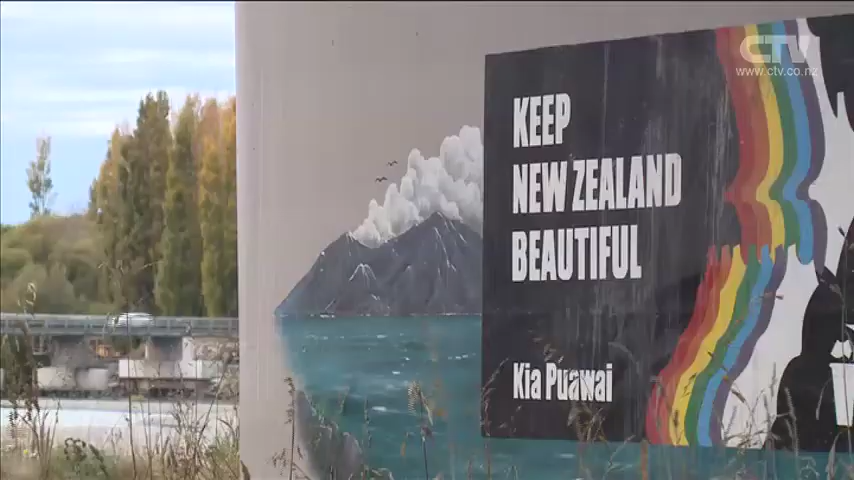 CTV
www.ctv.co.nz
KEEP
NEW ZEALAND
BEAUTIFUL
Kia Puawai